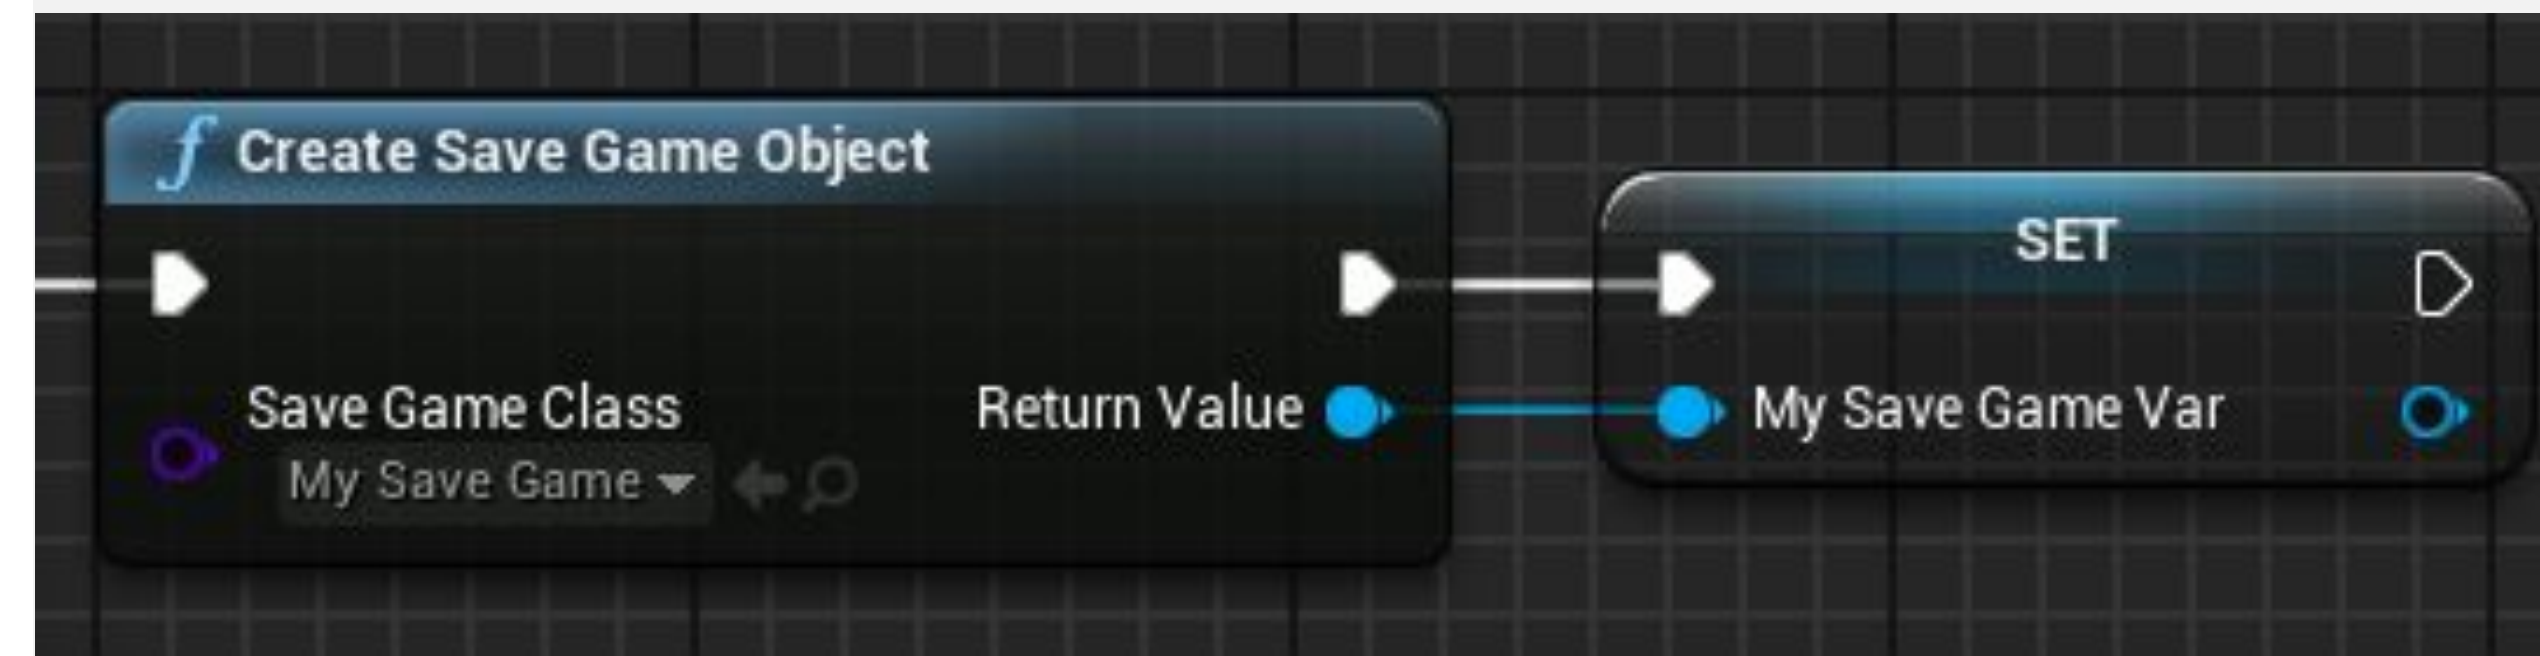 Create Save Game Object
SET
Save Game Class
Return Value
My Save Game Var
My Save Game